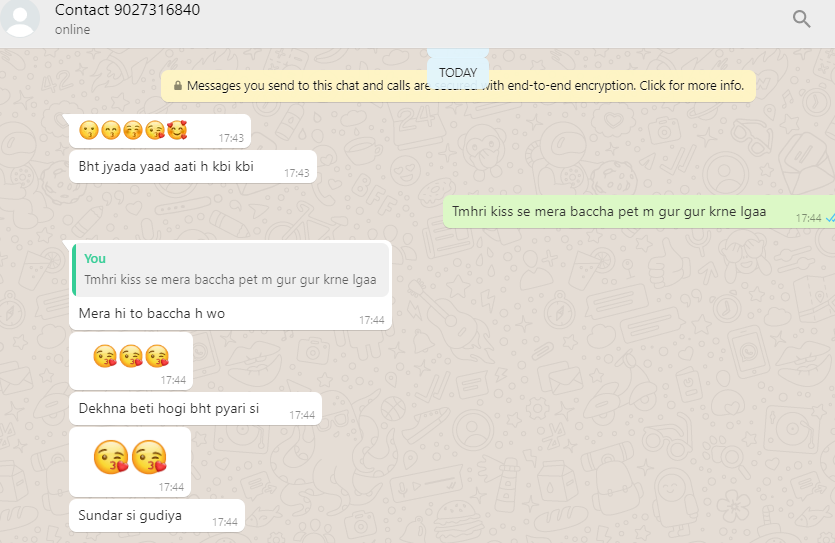 Contact 9027316840
online
TODAY
Messages you send to this chat and calls are secured with end-to-end encryption. Click for more info.
😗😙😚😘🥰
17:43
Bht jyada yaad aati h kbi kbi
17:43
Tmhri kiss se mera baccha pet m gur gur krne lgaa
17:44
You
Tmhri kiss se mera baccha pet m gur gur krne lgaa
Mera hi to baccha h wo
17:44
😘😘😘
17:44
Dekhna beti hogi bht pyari si
17:44
😘😘
17:44
Sundar si gudiya
17:44